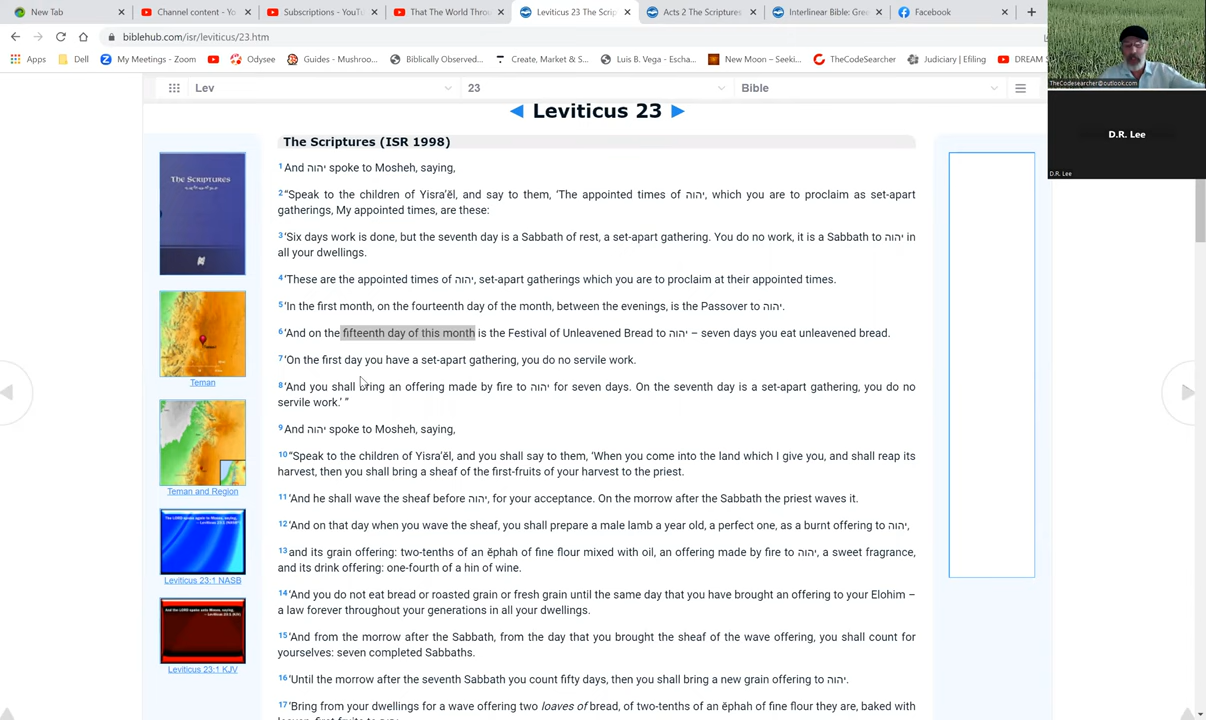 New Tab
Channel content - Yo
Subscriptions - YouTu
That The World Throu
Leviticus 23 The Scrip
Acts 2 The Scriptures
Interlinear Bible: Gre
Facebook
biblehub.com/isr/leviticus/23.htm
Apps
Dell
My Meetings - Zoom
Odysee
Guides - Mushroo...
Biblically Observed...
Create, Market & S...
Luis B. Vega - Escha...
New Moon – Seeki...
TheCodeSearcher
Judiciary | Efiling
DREAM S
TheCodesearcher@outlook.com
D.R. Lee
D.R. Lee
Lev
23
Bible
◄ Leviticus 23 ►
The Scriptures (ISR 1998)
1And יהוה spoke to Mosheh, saying,
2“Speak to the children of Yisra’ĕl, and say to them, ‘The appointed times of יהוה, which you are to proclaim as set-apart
gatherings, My appointed times, are these:
3‘Six days work is done, but the seventh day is a Sabbath of rest, a set-apart gathering. You do no work, it is a Sabbath to יהוה in
all your dwellings.
4‘These are the appointed times of יהוה, set-apart gatherings which you are to proclaim at their appointed times.
5‘In the first month, on the fourteenth day of the month, between the evenings, is the Passover to יהוה.
6‘And on the fifteenth day of this month is the Festival of Unleavened Bread to יהוה – seven days you eat unleavened bread.
7‘On the first day you have a set-apart gathering, you do no servile work.
8‘And you shall bring an offering made by fire to יהוה for seven days. On the seventh day is a set-apart gathering, you do no
servile work.’ ”
9And יהוה spoke to Mosheh, saying,
10“Speak to the children of Yisra’ĕl, and you shall say to them, ‘When you come into the land which I give you, and shall reap its
harvest, then you shall bring a sheaf of the first-fruits of your harvest to the priest.
11‘And he shall wave the sheaf before יהוה, for your acceptance. On the morrow after the Sabbath the priest waves it.
12‘And on that day when you wave the sheaf, you shall prepare a male lamb a year old, a perfect one, as a burnt offering to יהוה,
13and its grain offering: two-tenths of an ĕphah of fine flour mixed with oil, an offering made by fire to יהוה, a sweet fragrance,
and its drink offering: one-fourth of a hin of wine.
14‘And you do not eat bread or roasted grain or fresh grain until the same day that you have brought an offering to your Elohim –
a law forever throughout your generations in all your dwellings.
15‘And from the morrow after the Sabbath, from the day that you brought the sheaf of the wave offering, you shall count for
yourselves: seven completed Sabbaths.
16‘Until the morrow after the seventh Sabbath you count fifty days, then you shall bring a new grain offering to יהוה.
17‘Bring from your dwellings for a wave offering two loaves of bread, of two-tenths of an ĕphah of fine flour they are, baked with
THE SCRIPTURES
Teman
Teman and Region
Leviticus 23:1 NASB
Leviticus 23:1 KJV